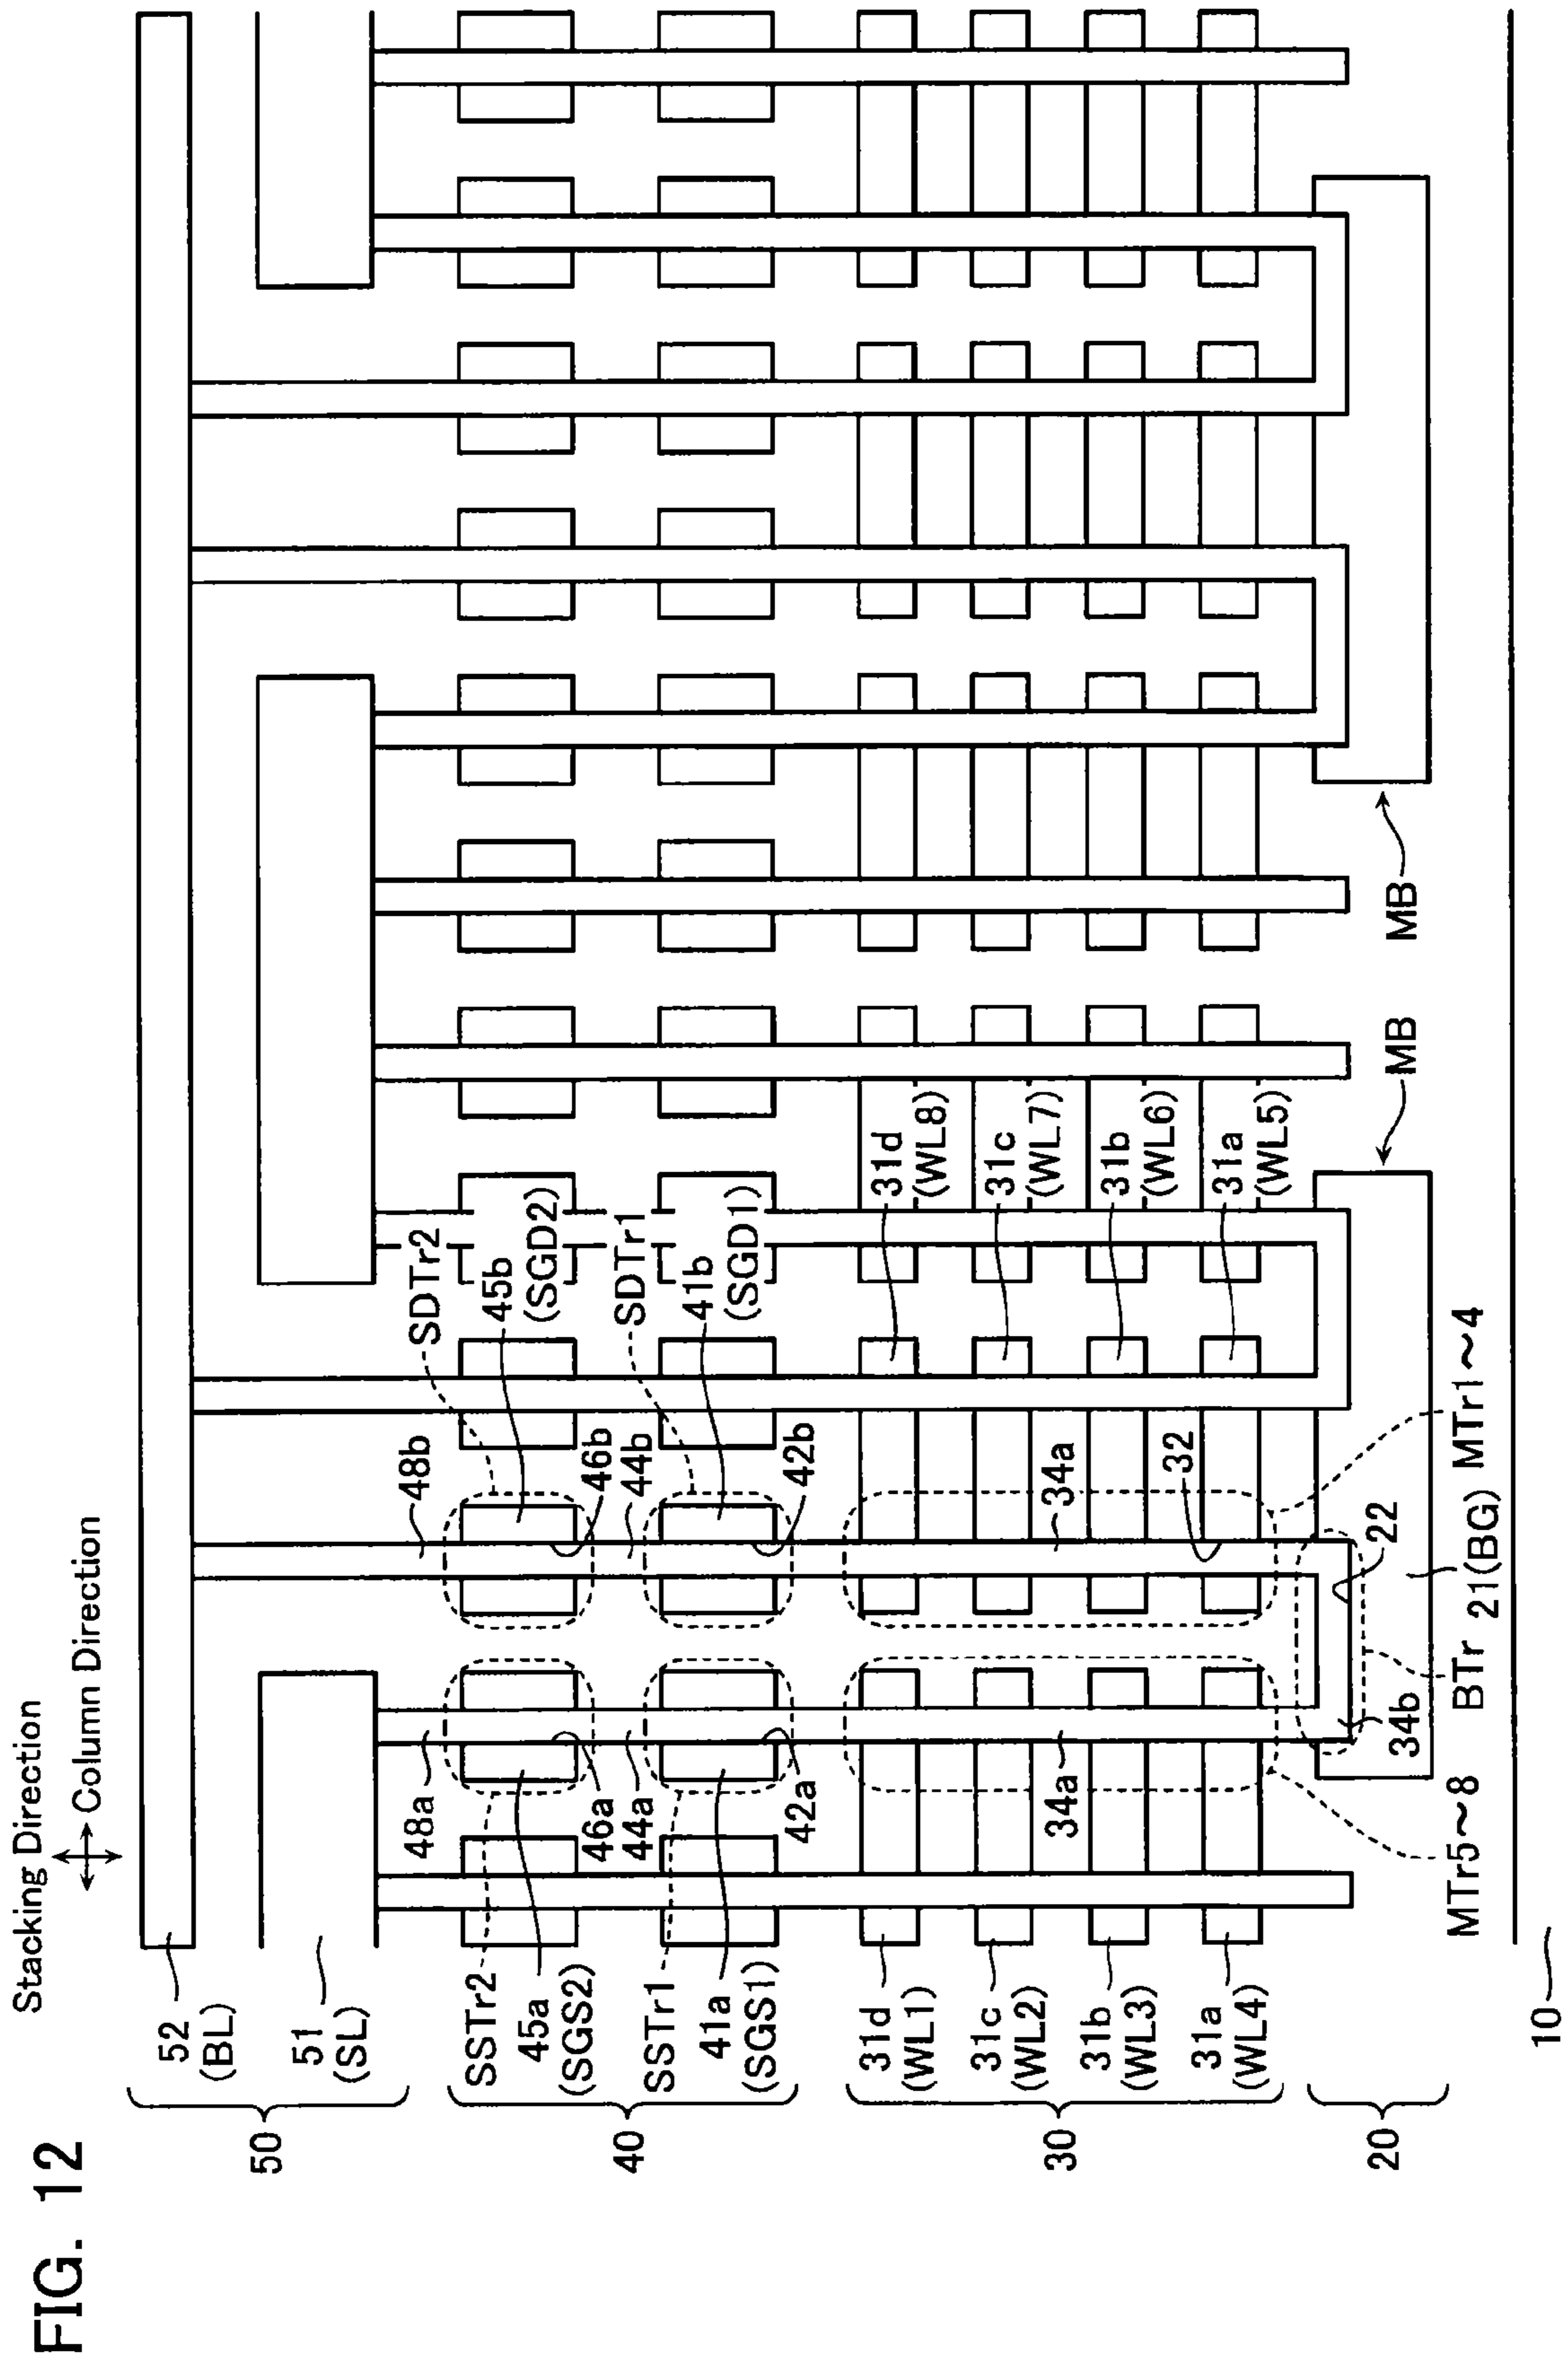 FIG. 12
Stacking Direction
Column Direction
50
52
(BL)
51
(SL)
40
SSTr2
45a
(SGS2)
SSTr1
41a
(SGS1)
30
31d
(WL1)
31c
(WL2)
31b
(WL3)
31a
(WL4)
20
10
48a
46a
44a
42a
34a
MTr5~8
34b
BTr
21(BG)
22
MTr1~4
48b
46b
44b
42b
34a
32
SDTr2
45b
(SGD2)
SDTr1
41b
(SGD1)
31d
(WL8)
31c
(WL7)
31b
(WL6)
31a
(WL5)
MB
MB